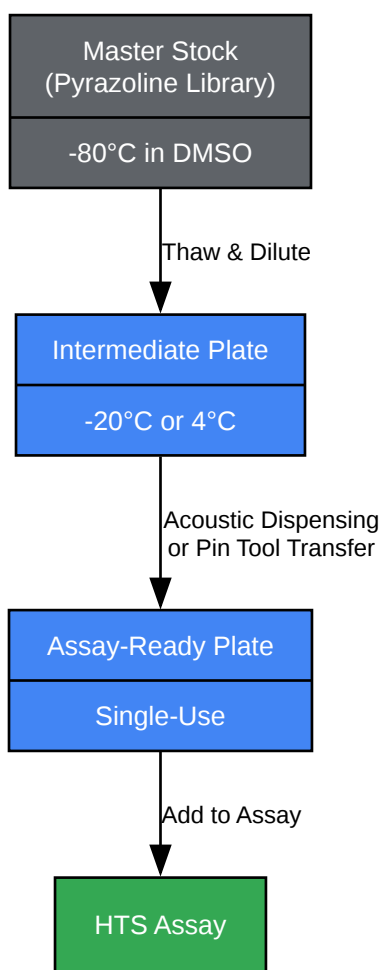 Master Stock
(Pyrazoline Library)
-80°C in DMSO
Thaw & Dilute
Intermediate Plate
-20°C or 4°C
Acoustic Dispensing
or Pin Tool Transfer
Assay-Ready Plate
Single-Use
Add to Assay
HTS Assay